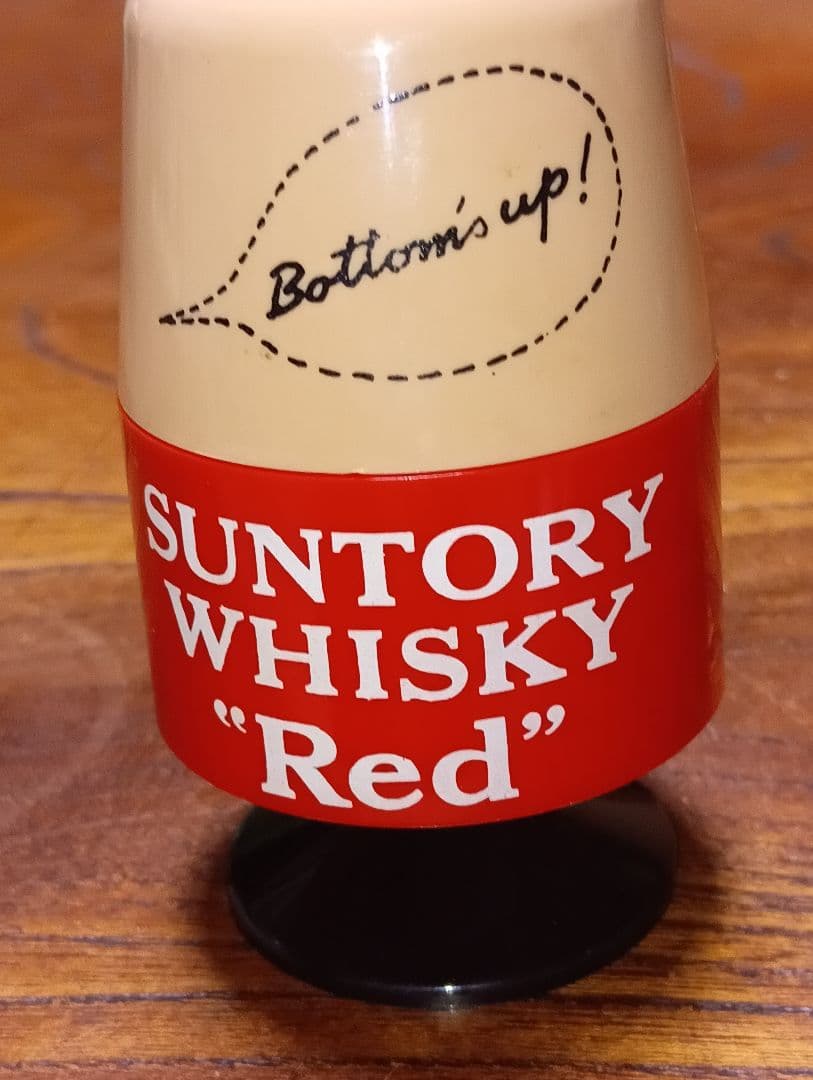 Bottom's up!
SUNTORY
WHISKY
“Red”